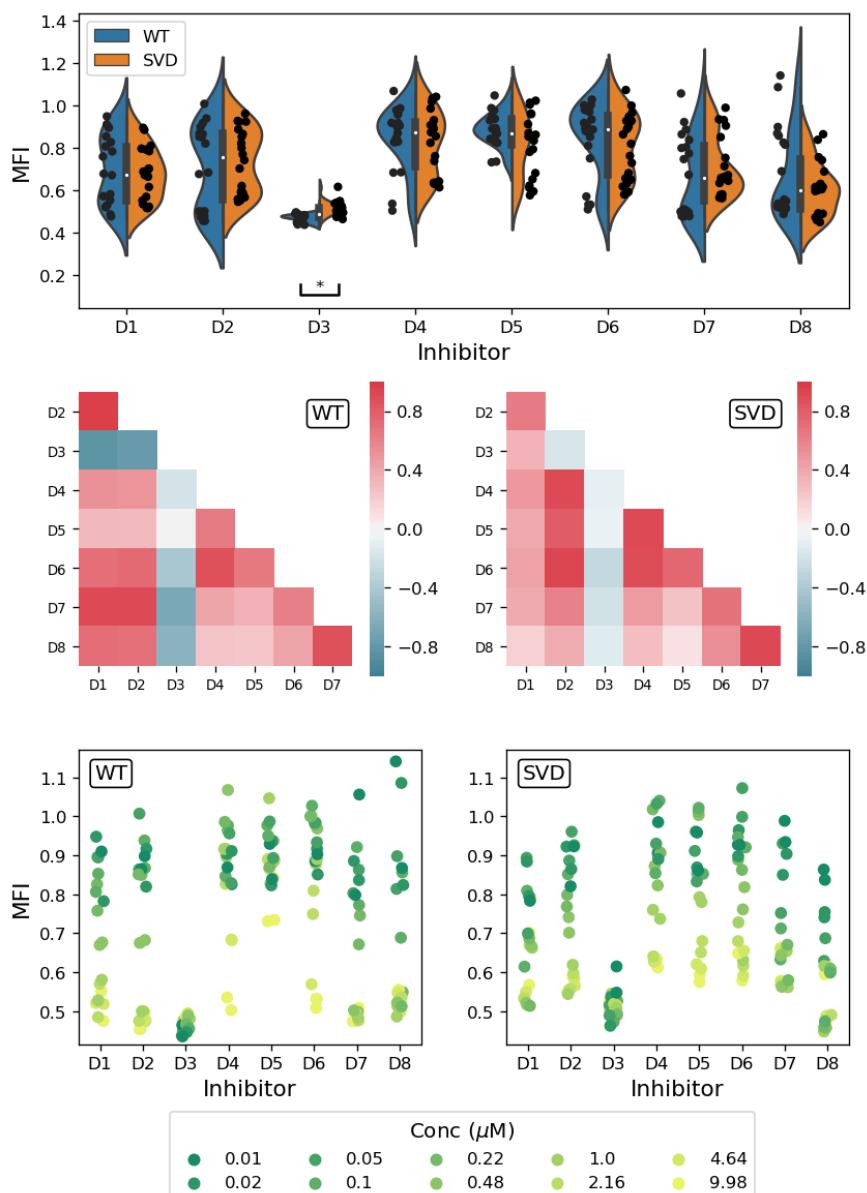 1.4
1.2
1.0
0.8
0.6
0.4
0.2
MFI
WT
SVD
*
D1 D2 D3 D4 D5 D6 D7 D8
Inhibitor
WT
D2
D3
D4
D5
D6
D7
D8
D1 D2 D3 D4 D5 D6 D7
0.8
0.4
0.0
−0.4
−0.8
SVD
D2
D3
D4
D5
D6
D7
D8
D1 D2 D3 D4 D5 D6 D7
0.8
0.4
0.0
−0.4
−0.8
WT
1.1
1.0
0.9
0.8
0.7
0.6
0.5
MFI
D1 D2 D3 D4 D5 D6 D7 D8
Inhibitor
SVD
1.1
1.0
0.9
0.8
0.7
0.6
0.5
D1 D2 D3 D4 D5 D6 D7 D8
Inhibitor
Conc (μM)
0.01 0.05 0.22 1.0 4.64
0.02 0.1 0.48 2.16 9.98